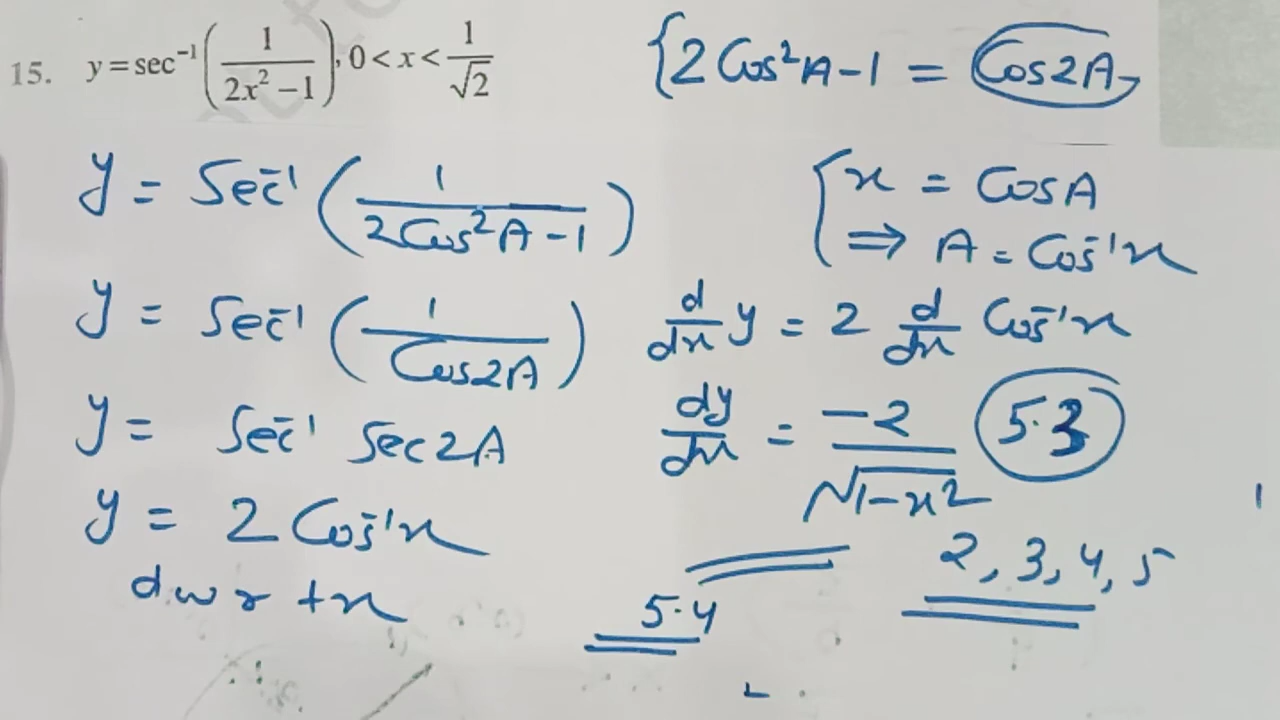 15. y = sec⁻¹(1/(2x² − 1)), 0 < x < 1/√2
{2 Cos²A − 1 = Cos2A
y = Sec⁻¹(1/(2Cos²A − 1))
{x = CosA
⇒ A = Cos⁻¹x
y = Sec⁻¹(1/Cos2A)
y = Sec⁻¹ Sec2A
y = 2 Cos⁻¹x
d w r t x
d/dx y = 2 d/dx Cos⁻¹x
dy/dx = −2/√(1−x²)
5.3
2, 3, 4, 5
5.4